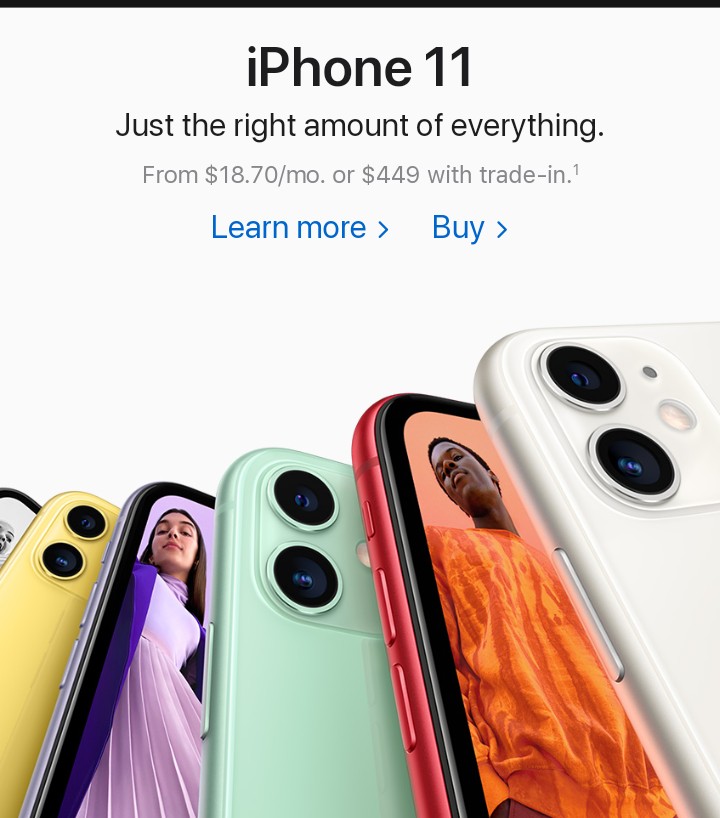 iPhone 11
Just the right amount of everything.
From $18.70/mo. or $449 with trade-in.¹
Learn more >
Buy >